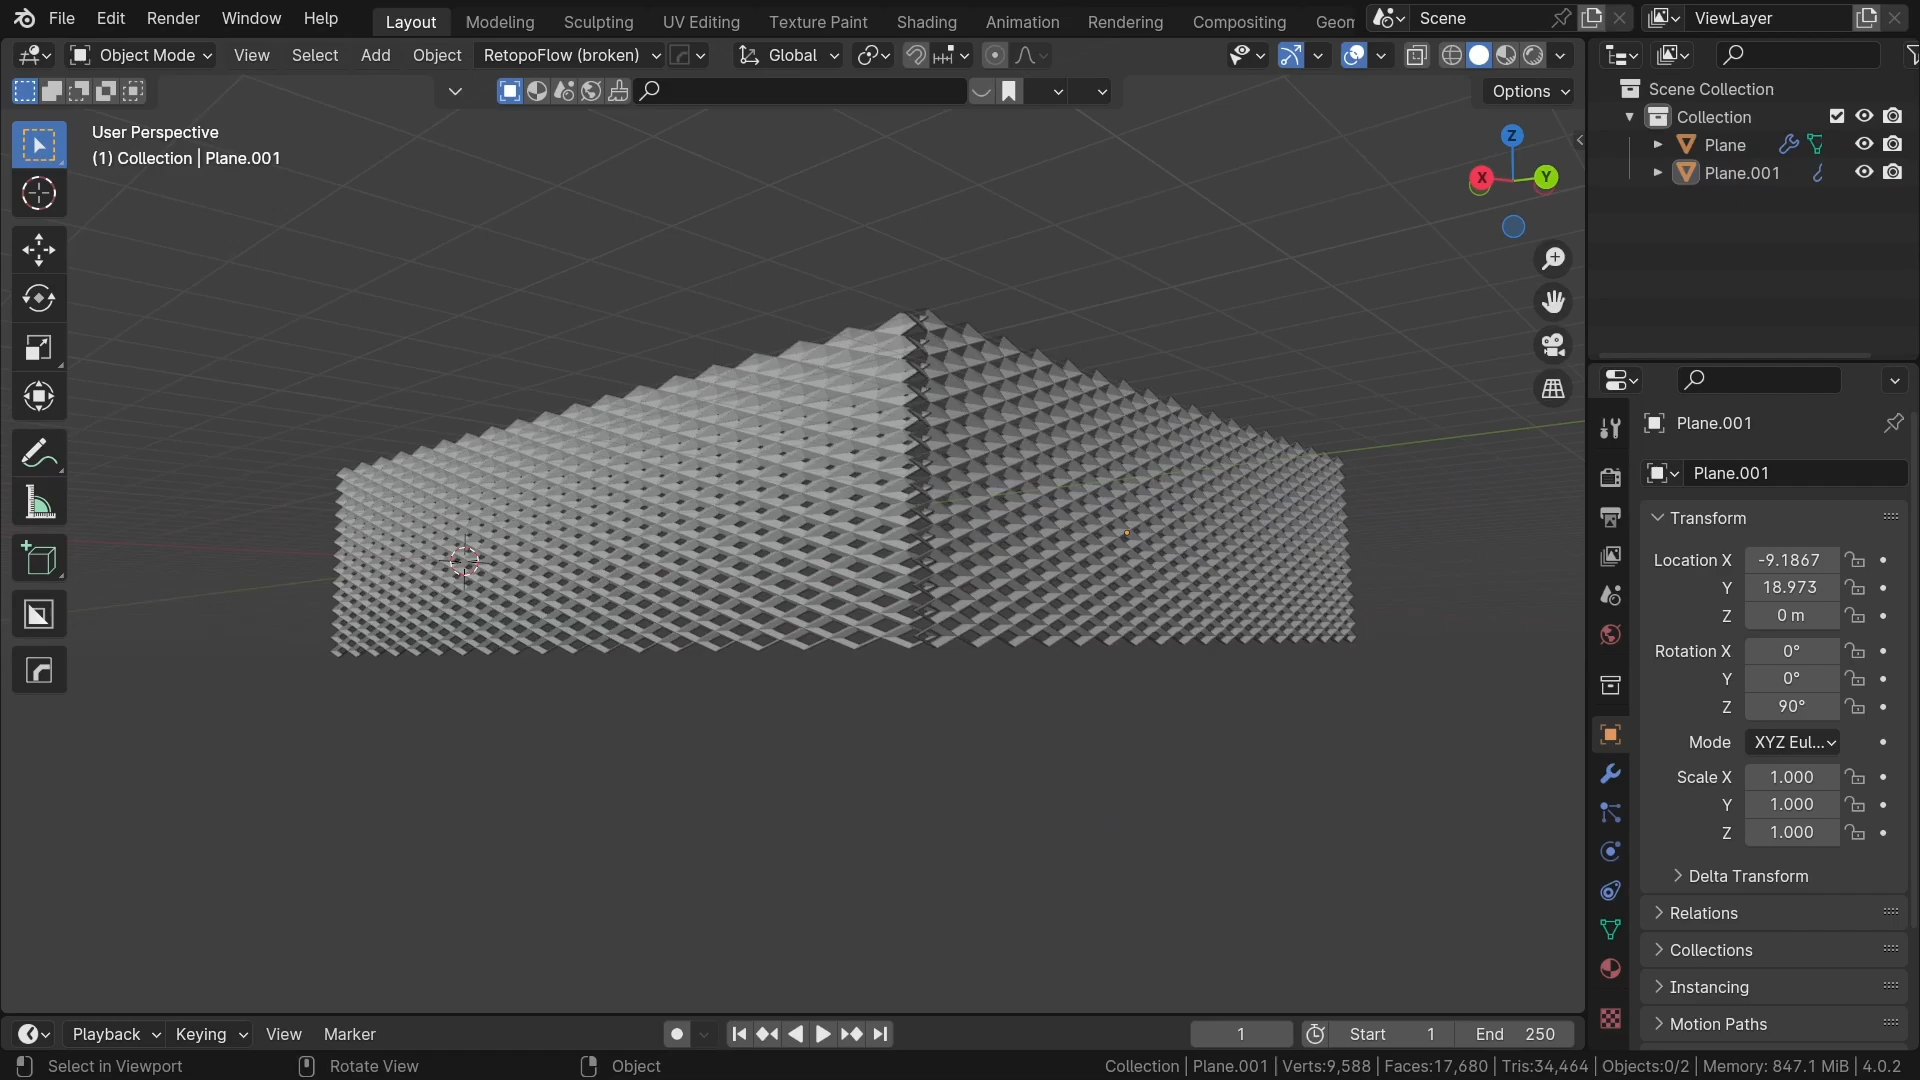 File Edit Render Window Help Layout Modeling Sculpting UV Editing Texture Paint Shading Animation Rendering Compositing Geon Scene ViewLayer
Object Mode View Select Add Object RetopoFlow (broken) Global
Options
User Perspective
(1) Collection | Plane.001
Z
X
Y
Scene Collection
Collection
Plane
Plane.001
Plane.001
Plane.001
Transform
Location X -9.1867
Y 18.973
Z 0 m
Rotation X 0°
Y 0°
Z 90°
Mode XYZ Eul...
Scale X 1.000
Y 1.000
Z 1.000
Delta Transform
Relations
Collections
Instancing
Motion Paths
Playback Keying View Marker 1 Start 1 End 250
Select in Viewport Rotate View Object Collection | Plane.001 | Verts:9,588 | Faces:17,680 | Tris:34,464 | Objects:0/2 | Memory: 847.1 MiB | 4.0.2